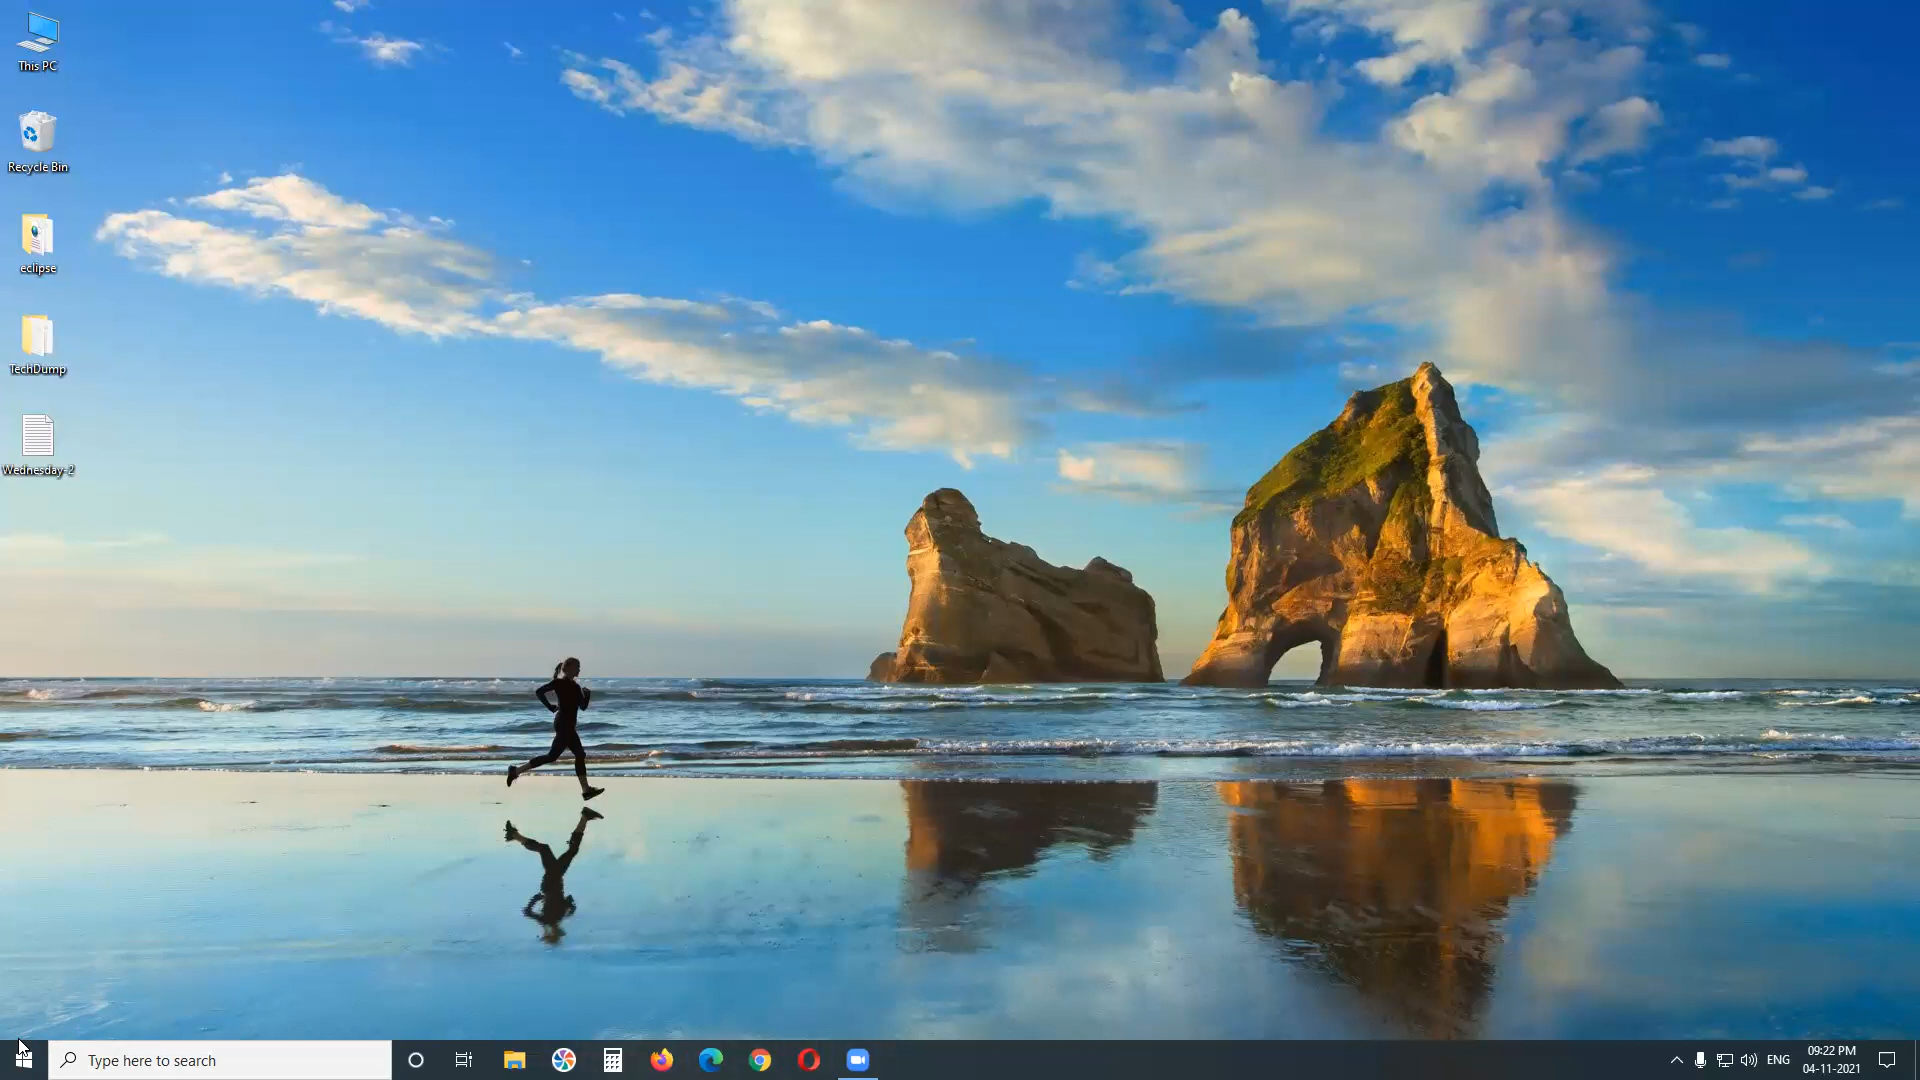 This PC
Recycle Bin
eclipse
TechDump
Wednesday-2
Type here to search
ENG
09:22 PM
04-11-2021